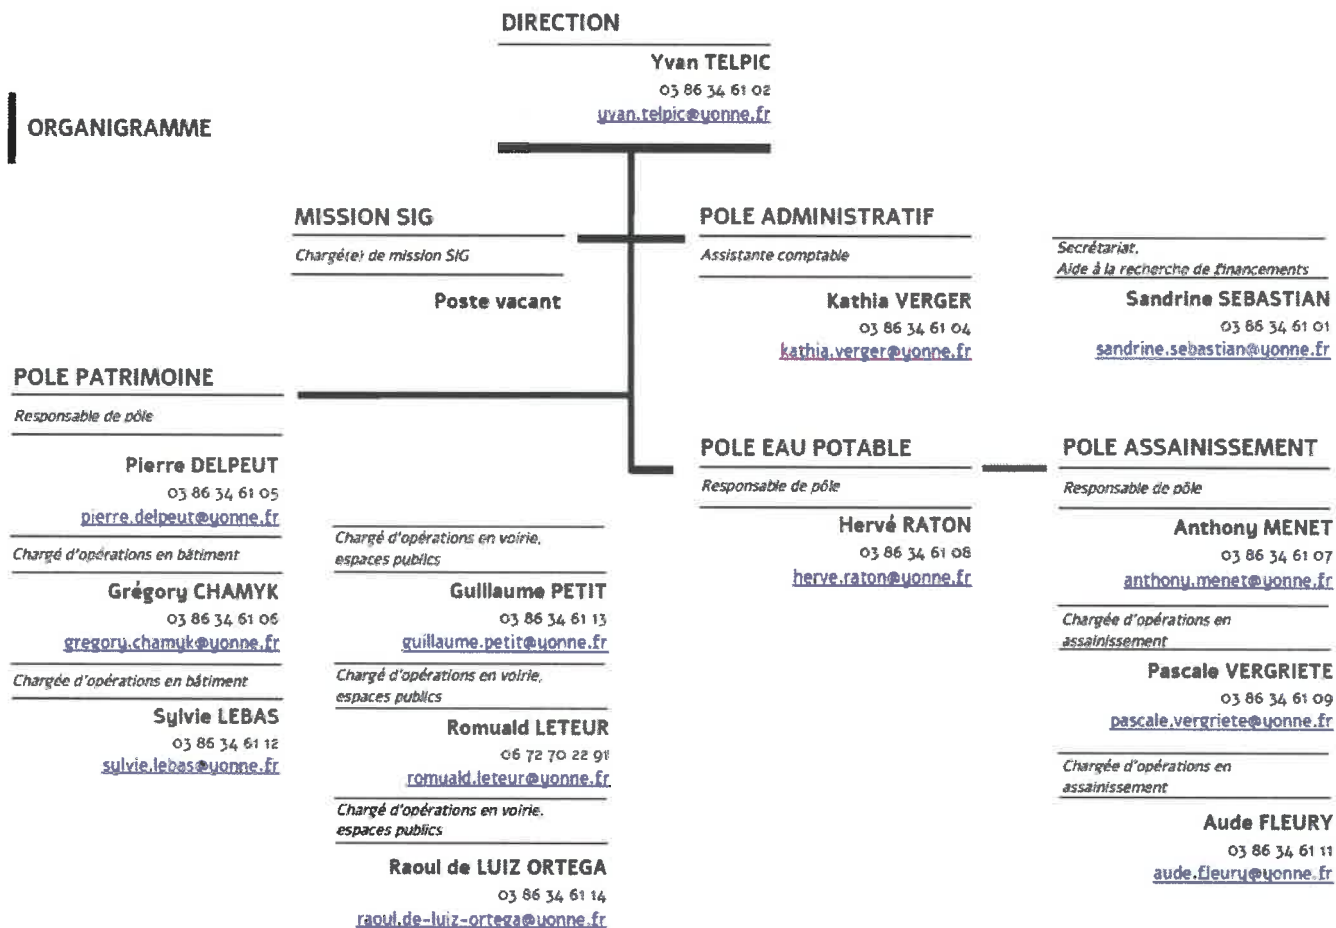 DIRECTION
Yvan TELPIC
03 86 34 61 02
yvan.telpic@yonne.fr
ORGANIGRAMME
MISSION SIG
Chargé(e) de mission SIG
Poste vacant
POLE ADMINISTRATIF
Assistante comptable
Kathia VERGER
03 86 34 61 04
kathia.verger@yonne.fr
Secrétariat,
Aide à la recherche de financements
Sandrine SEBASTIAN
03 86 34 61 01
sandrine.sebastian@yonne.fr
POLE PATRIMOINE
Responsable de pôle
Pierre DELPEUT
03 86 34 61 05
pierre.delpeut@yonne.fr
Chargé d'opérations en bâtiment
Grégory CHAMYK
03 86 34 61 06
gregory.chamyk@yonne.fr
Chargée d'opérations en bâtiment
Sylvie LEBAS
03 86 34 61 12
sylvie.lebas@yonne.fr
Chargé d'opérations en voirie,
espaces publics
Guillaume PETIT
03 86 34 61 13
guillaume.petit@yonne.fr
Chargé d'opérations en voirie,
espaces publics
Romuald LETEUR
06 72 70 22 91
romuald.leteur@yonne.fr
Chargé d'opérations en voirie,
espaces publics
Raoul de LUIZ ORTEGA
03 86 34 61 14
raoul.de-luiz-ortega@yonne.fr
POLE EAU POTABLE
Responsable de pôle
Hervé RATON
03 86 34 61 08
herve.raton@yonne.fr
POLE ASSAINISSEMENT
Responsable de pôle
Anthony MENET
03 86 34 61 07
anthony.menet@yonne.fr
Chargée d'opérations en
assainissement
Pascale VERGRIETE
03 86 34 61 09
pascale.vergriete@yonne.fr
Chargée d'opérations en
assainissement
Aude FLEURY
03 86 34 61 11
aude.fleury@yonne.fr